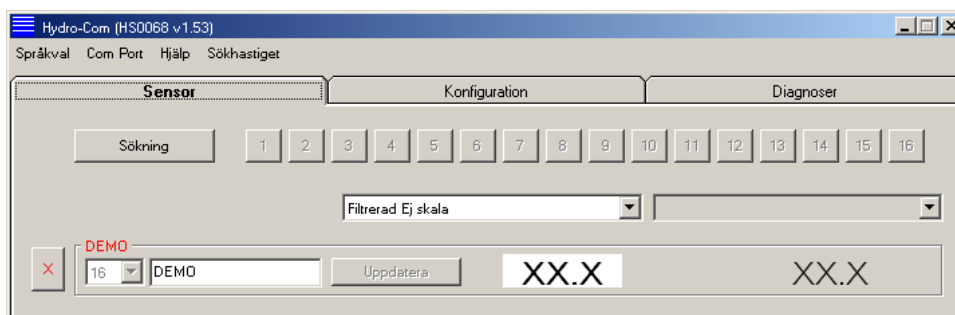 Hydro-Com (HS0068 v1.53)
Språkval Com Port Hjälp Sökhastiget
Sensor Konfiguration Diagnoser
Sökning 1 2 3 4 5 6 7 8 9 10 11 12 13 14 15 16
Filtrerad Ej skala
DEMO
X 16 DEMO Uppdatera XX.X XX.X